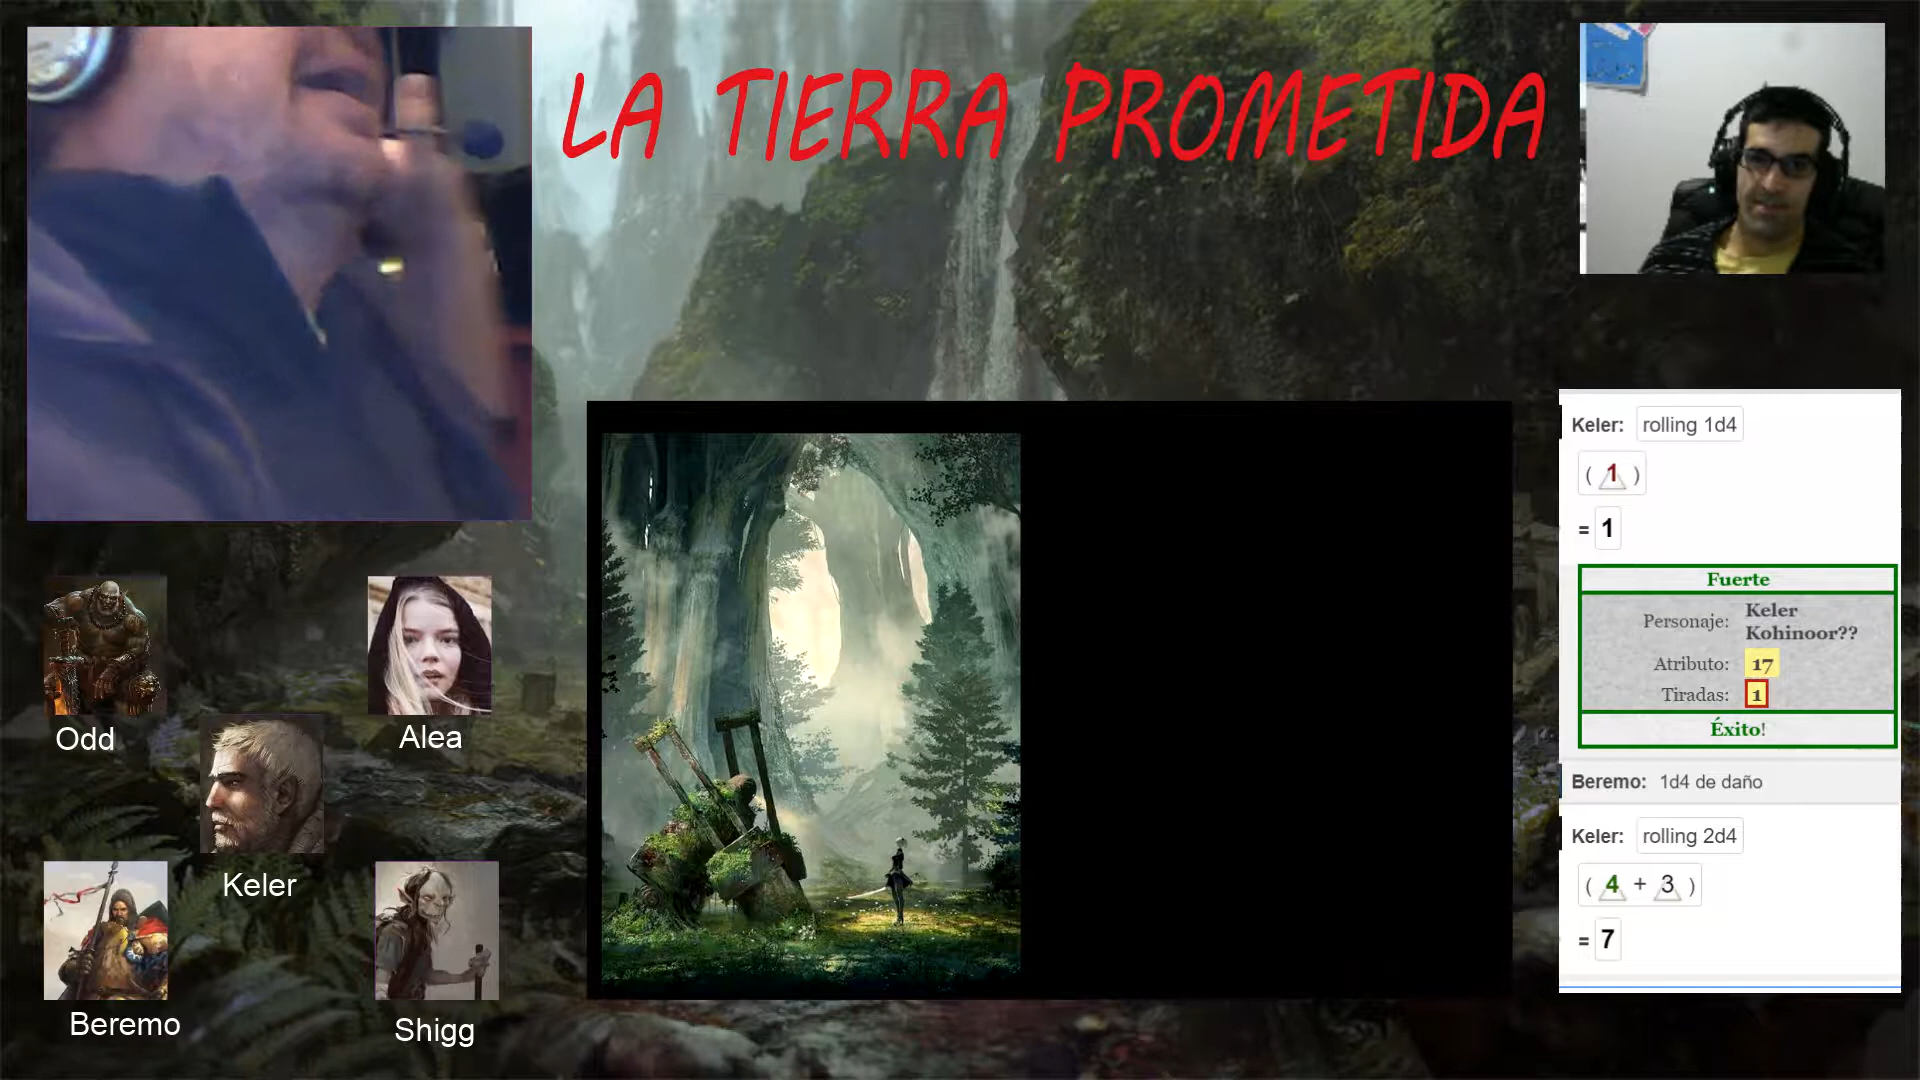 LA TIERRA PROMETIDA
Odd
Alea
Keler
Beremo
Shigg
Keler: rolling 1d4
( 1 )
= 1
Fuerte
Personaje: Keler
Kohinoor??
Atributo: 17
Tiradas: 1
Éxito!
Beremo: 1d4 de daño
Keler: rolling 2d4
( 4 + 3 )
= 7